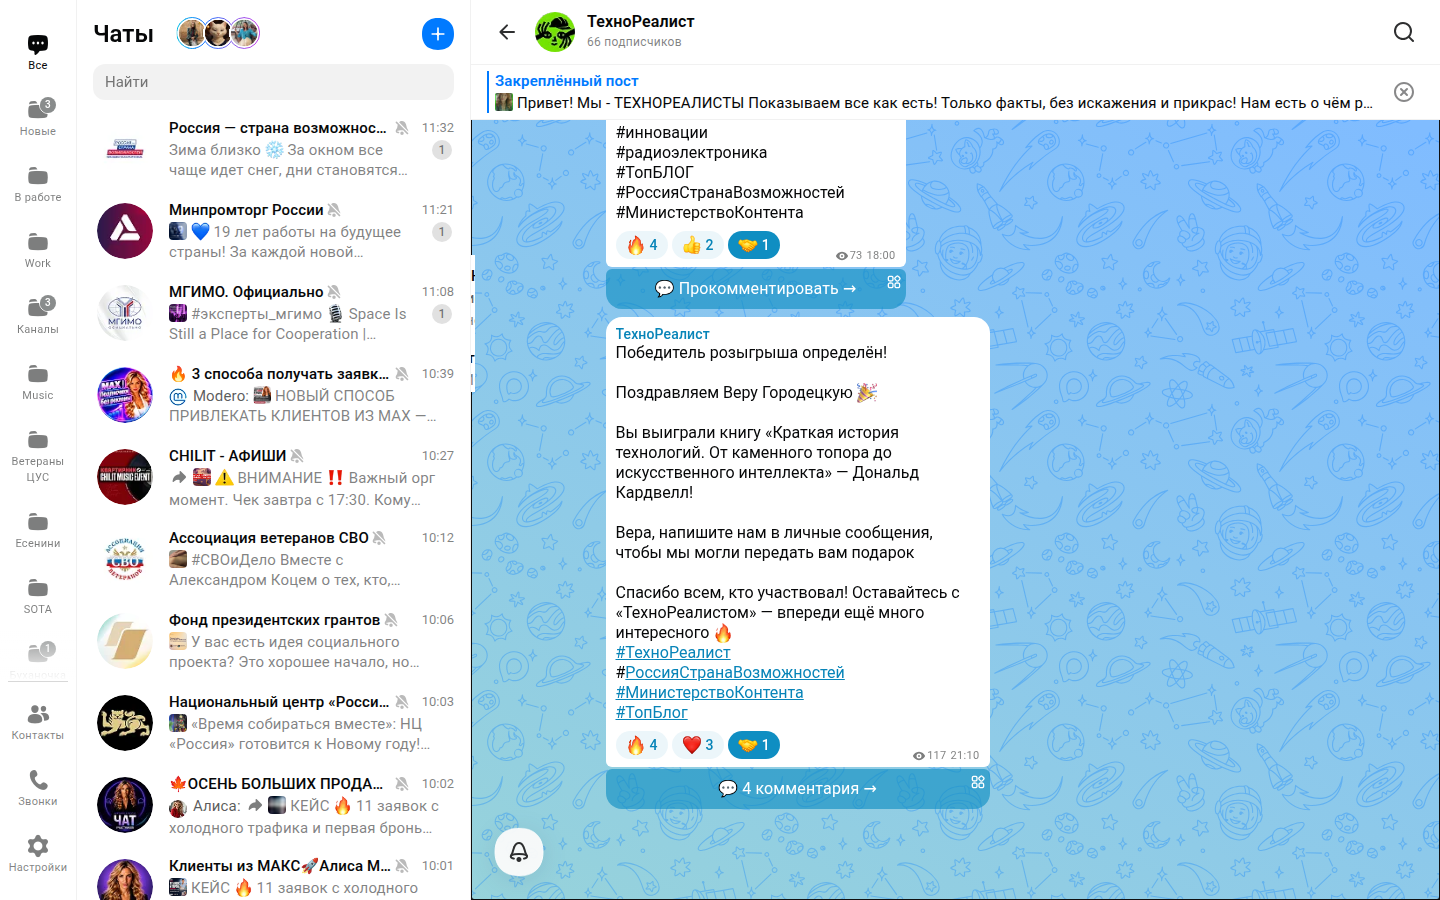 Все
3
Новые
В работе
Work
3
Каналы
Music
Ветераны
ЦУС
Есенини
SOTA
1
Контакты
Звонки
Настройки
Чаты
Найти
Россия — страна возможнос... 11:32
Зима близко ❄️ За окном все
чаще идет снег, дни становятся...
1
Минпромторг России 11:21
💙 19 лет работы на будущее
страны! За каждой новой...
1
МГИМО
МГИМО. Официально 11:08
#эксперты_мгимо 🎙 Space Is
Still a Place for Cooperation |...
1
🔥 3 способа получать заявк... 10:39
Modero: НОВЫЙ СПОСОБ
ПРИВЛЕКАТЬ КЛИЕНТОВ ИЗ MAX —...
CHILIT - АФИШИ 10:27
⚠️ ВНИМАНИЕ ‼️ Важный орг
момент. Чек завтра с 17:30. Кому...
АССОЦИАЦИЯ
СВО
ВЕТЕРАНОВ
Ассоциация ветеранов СВО 10:12
#СВОиДело Вместе с
Александром Коцем о тех, кто,...
Фонд президентских грантов 10:06
У вас есть идея социального
проекта? Это хорошее начало, но...
Национальный центр «Росси... 10:03
«Время собираться вместе»: НЦ
«Россия» готовится к Новому году!...
ЧАТ
🍁ОСЕНЬ БОЛЬШИХ ПРОДА... 10:02
Алиса: КЕЙС 🔥 11 заявок с
холодного трафика и первая бронь...
Клиенты из МАКС🚀Алиса М... 10:01
КЕЙС 🔥 11 заявок с холодного
ТехноРеалист
66 подписчиков
Закреплённый пост
Привет! Мы - ТЕХНОРЕАЛИСТЫ Показываем все как есть! Только факты, без искажения и прикрас! Нам есть о чём р...
#инновации
#радиоэлектроника
#ТопБЛОГ
#РоссияСтранаВозможностей
#МинистерствоКонтента
🔥 4 👍 2 🤝 1
73 18:00
💬 Прокомментировать →
ТехноРеалист
Победитель розыгрыша определён!
Поздравляем Веру Городецкую 🎉
Вы выиграли книгу «Краткая история
технологий. От каменного топора до
искусственного интеллекта» — Дональд
Кардвелл!
Вера, напишите нам в личные сообщения,
чтобы мы могли передать вам подарок
Спасибо всем, кто участвовал! Оставайтесь с
«ТехноРеалистом» — впереди ещё много
интересного 🔥
#ТехноРеалист
#РоссияСтранаВозможностей
#МинистерствоКонтента
#ТопБлог
🔥 4 ❤️ 3 🤝 1
117 21:10
💬 4 комментария →